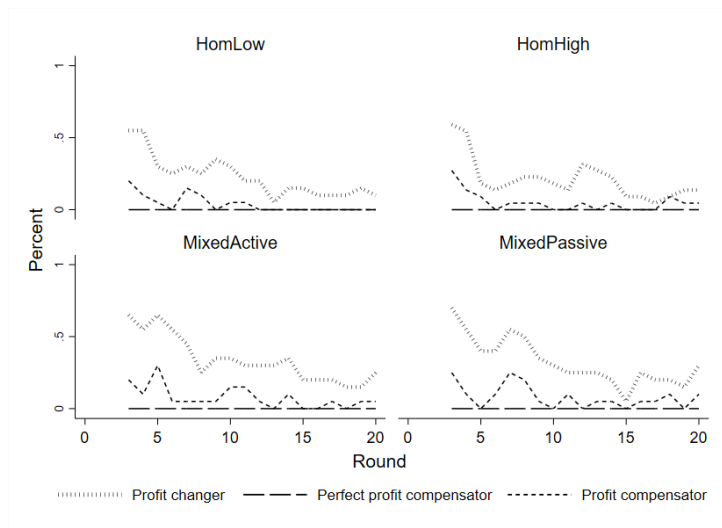 HomLow
HomHigh
1
.5
0
MixedActive
MixedPassive
Percent
1
.5
0
0 5 10 15 20 0 5 10 15 20
Round
Profit changer Perfect profit compensator Profit compensator